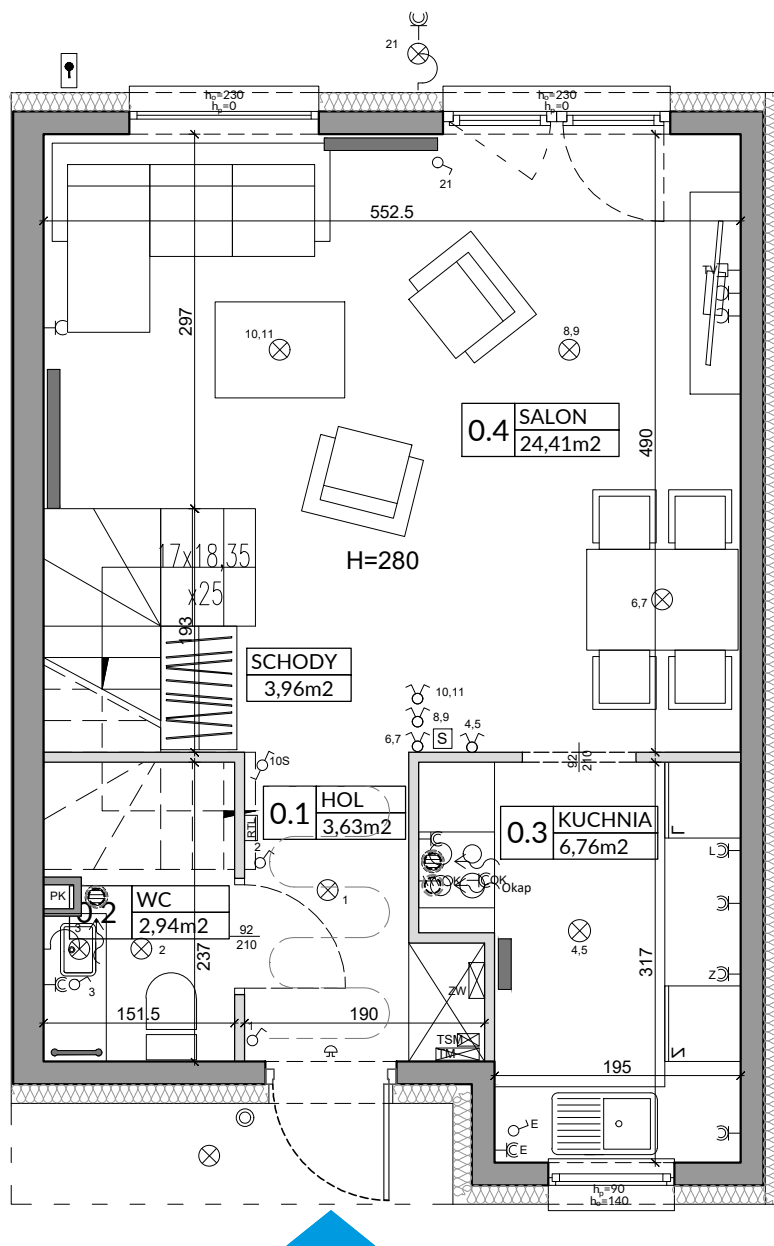 21
h₀=230
hₚ=0
h₀=230
hₚ=0
21
552.5
TV
297
10,11
8,9
0.4
SALON
24,41m2
490
17x18,35
x25
H=280
6,7
193
SCHODY
3,96m2
10,11
8,9
6,7
S
4,5
10S
92
210
0.1
HOL
3,63m2
RTL
2
0.3
KUCHNIA
6,76m2
L
OK
Okap
PK
0.2
WC
2,94m2
1
3
2
92
210
4,5
237
317
3
ZW
Z
151.5
190
1
TSM
TM
195
E
E
hₚ=90
h₀=140